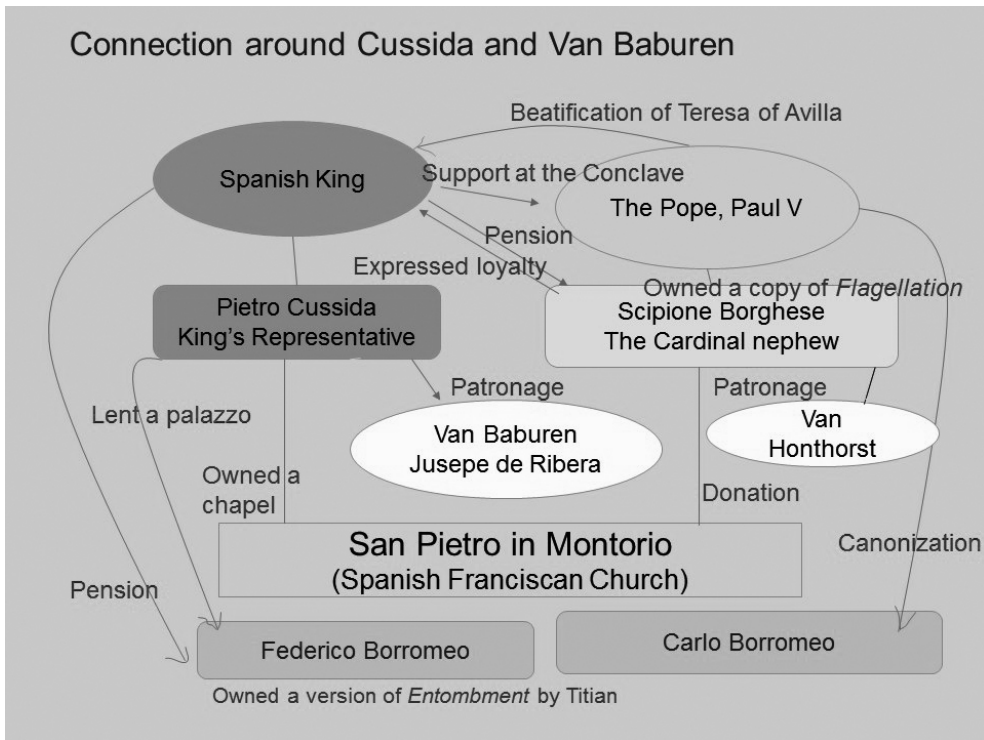 Connection around Cussida and Van Baburen
Beatification of Teresa of Avilla
Spanish King
Support at the Conclave
The Pope, Paul V
Pension
Expressed loyalty
Owned a copy of Flagellation
Pietro Cussida
King's Representative
Scipione Borghese
The Cardinal nephew
Lent a palazzo
Patronage
Patronage
Van Baburen
Jusepe de Ribera
Van
Honthorst
Owned a
chapel
Donation
San Pietro in Montorio
(Spanish Franciscan Church)
Canonization
Pension
Federico Borromeo
Carlo Borromeo
Owned a version of Entombment by Titian